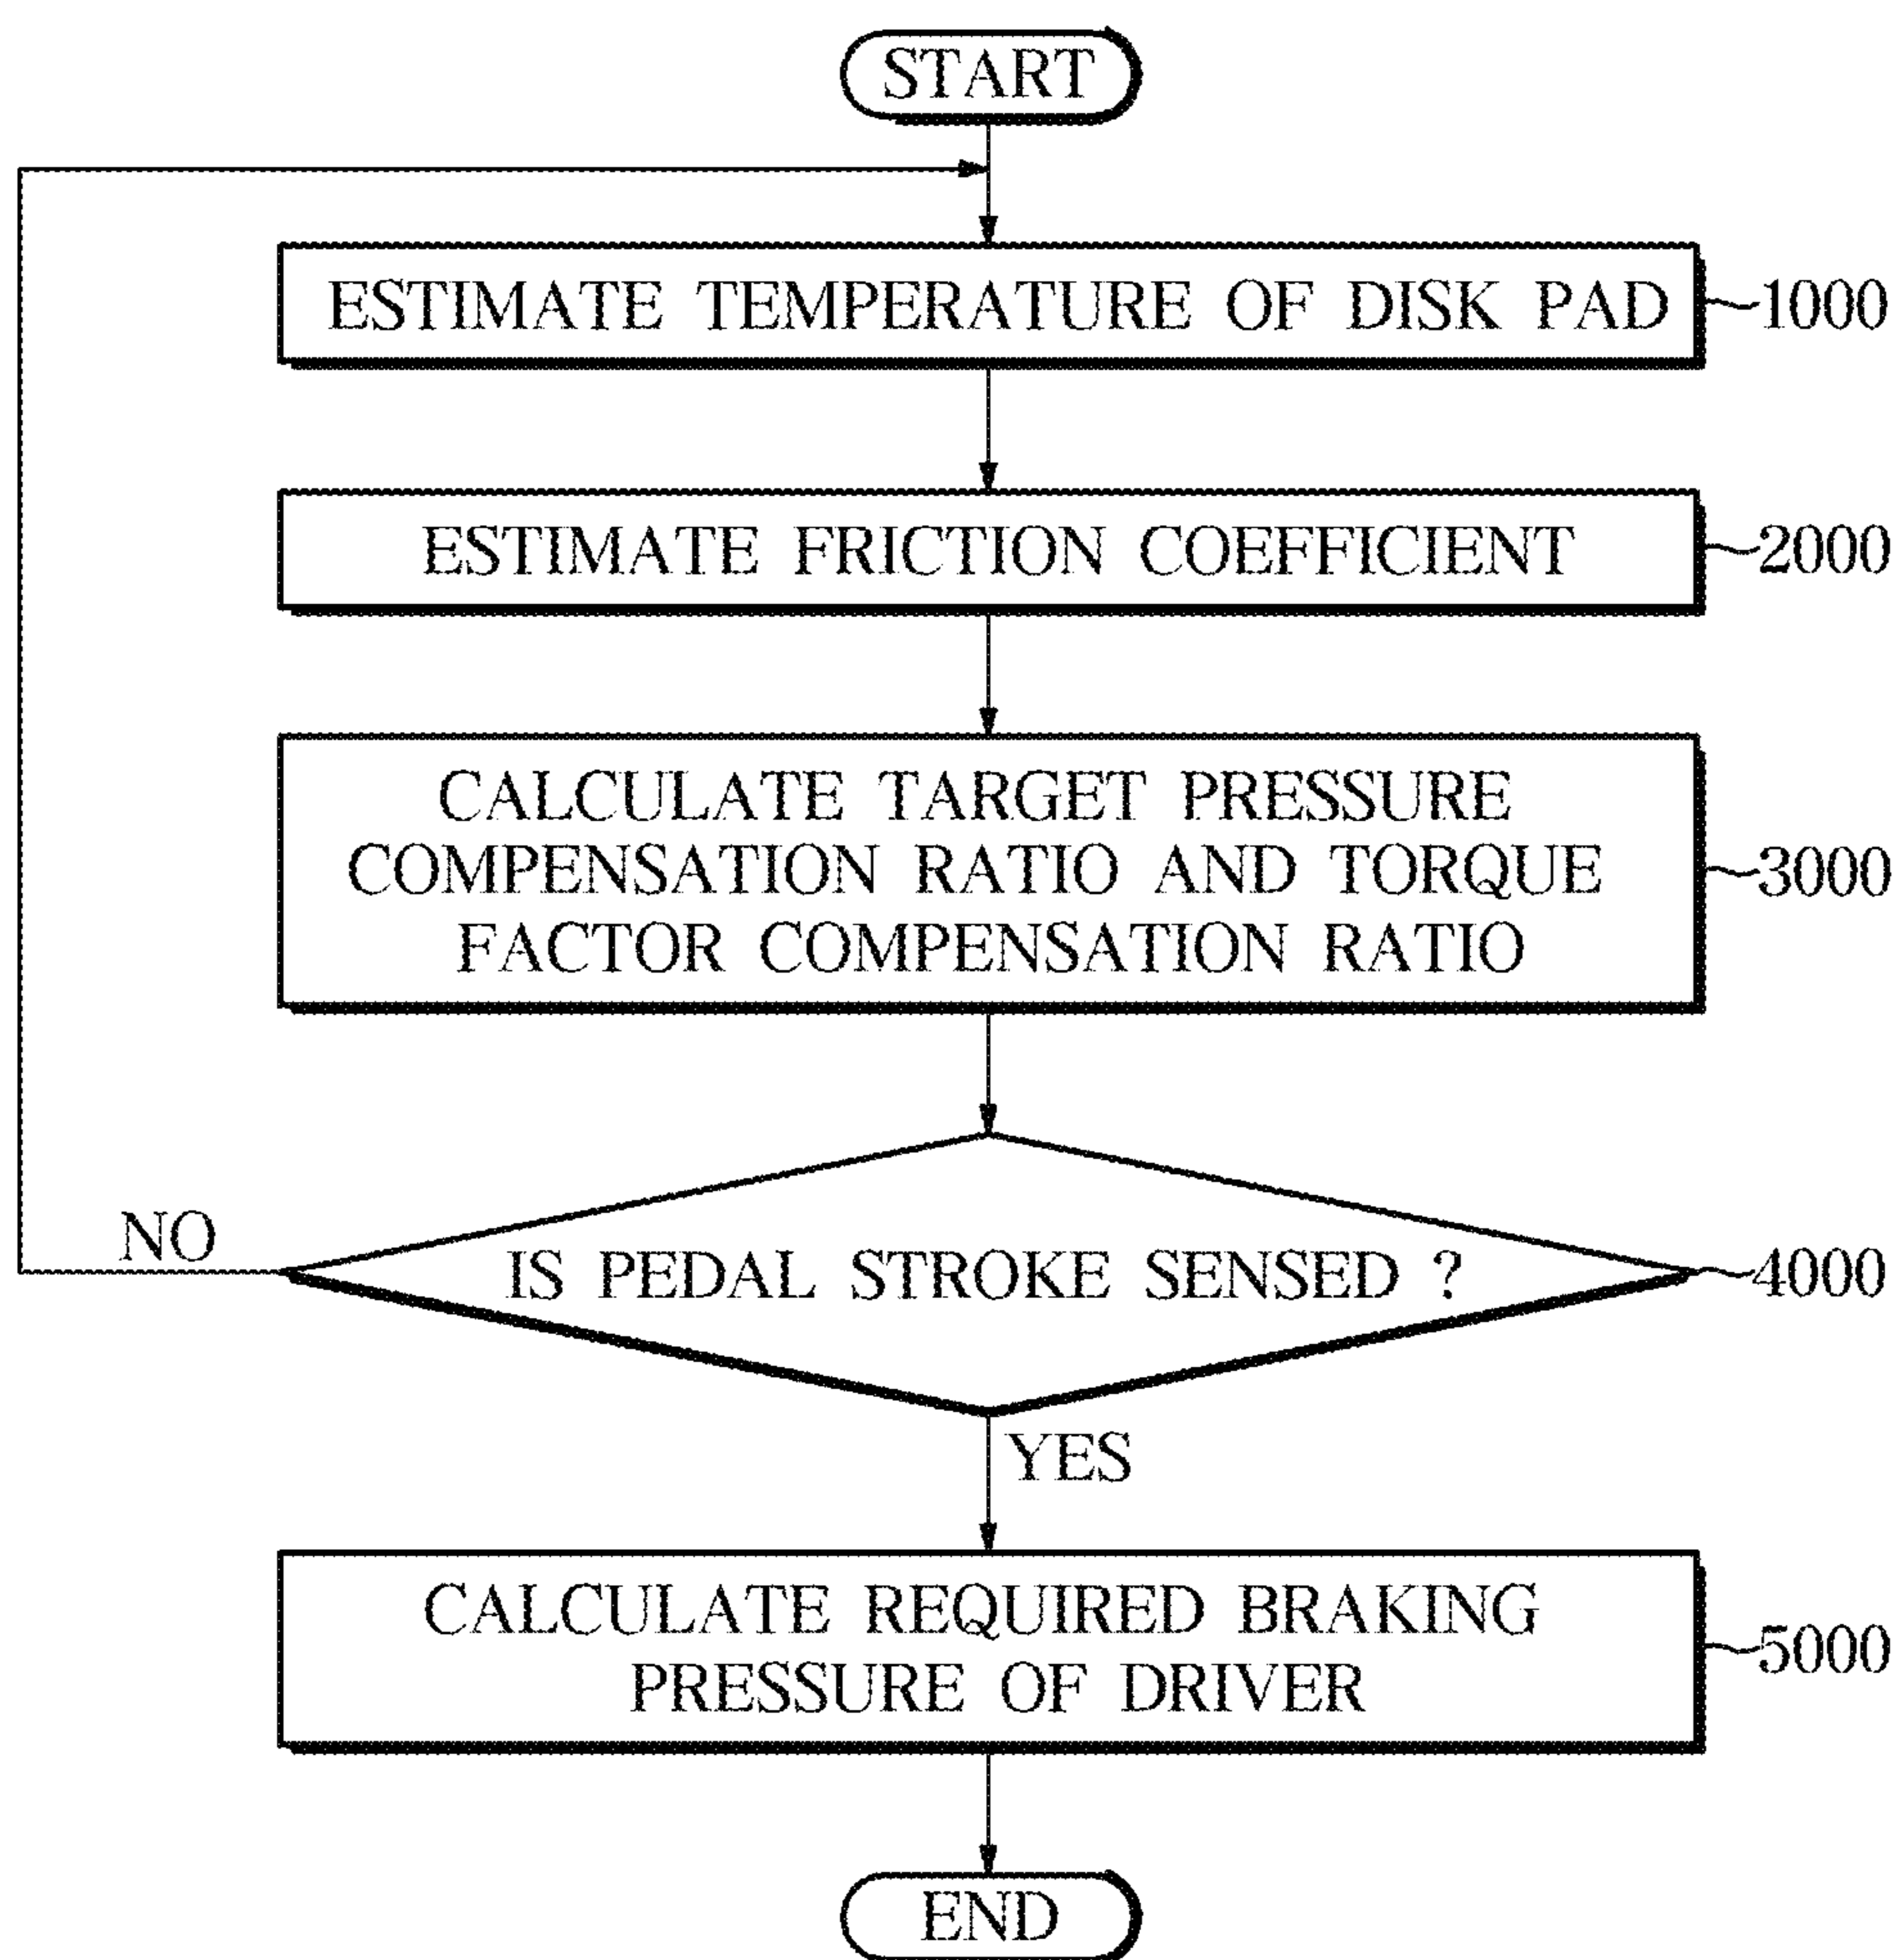 START
ESTIMATE TEMPERATURE OF DISK PAD
1000
ESTIMATE FRICTION COEFFICIENT
2000
CALCULATE TARGET PRESSURE
COMPENSATION RATIO AND TORQUE
FACTOR COMPENSATION RATIO
3000
NO
IS PEDAL STROKE SENSED ?
4000
YES
CALCULATE REQUIRED BRAKING
PRESSURE OF DRIVER
5000
END